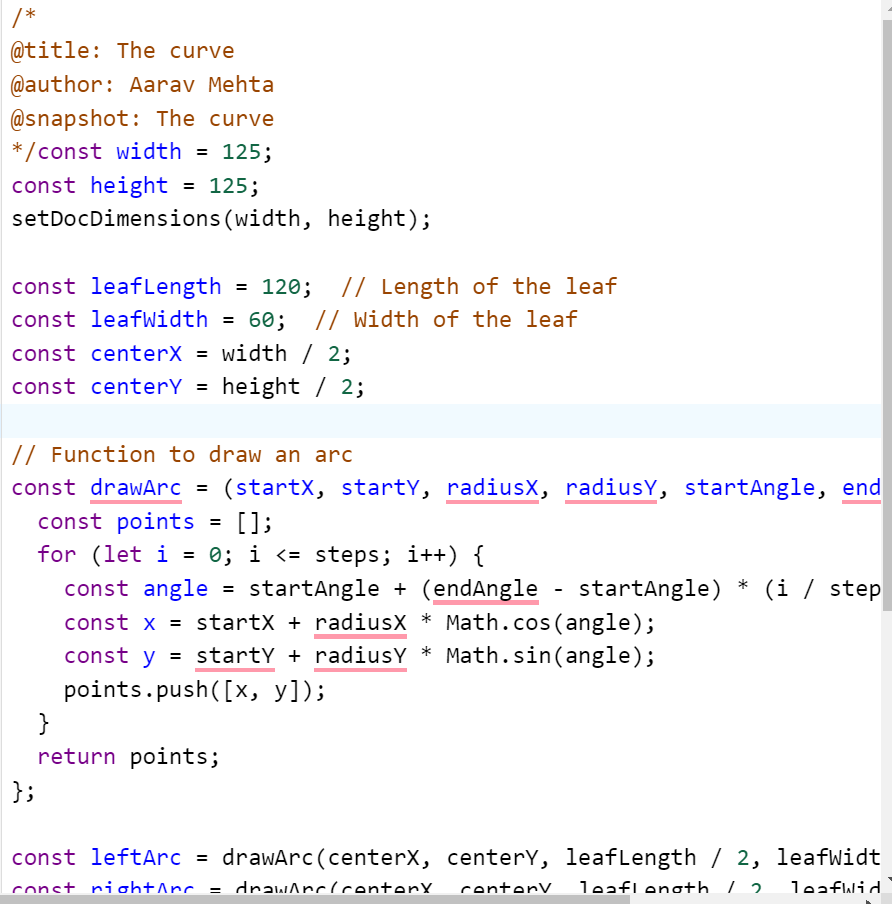 /*
@title: The curve
@author: Aarav Mehta
@snapshot: The curve
*/const width = 125;
const height = 125;
setDocDimensions(width, height);
const leafLength = 120;  // Length of the leaf
const leafWidth = 60;  // Width of the leaf
const centerX = width / 2;
const centerY = height / 2;
// Function to draw an arc
const drawArc = (startX, startY, radiusX, radiusY, startAngle, end
  const points = [];
  for (let i = 0; i <= steps; i++) {
    const angle = startAngle + (endAngle - startAngle) * (i / step
    const x = startX + radiusX * Math.cos(angle);
    const y = startY + radiusY * Math.sin(angle);
    points.push([x, y]);
  }
  return points;
};
const leftArc = drawArc(centerX, centerY, leafLength / 2, leafWidt
const rightArc = drawArc(centerX, centerY, leafLength / 2, leafWid